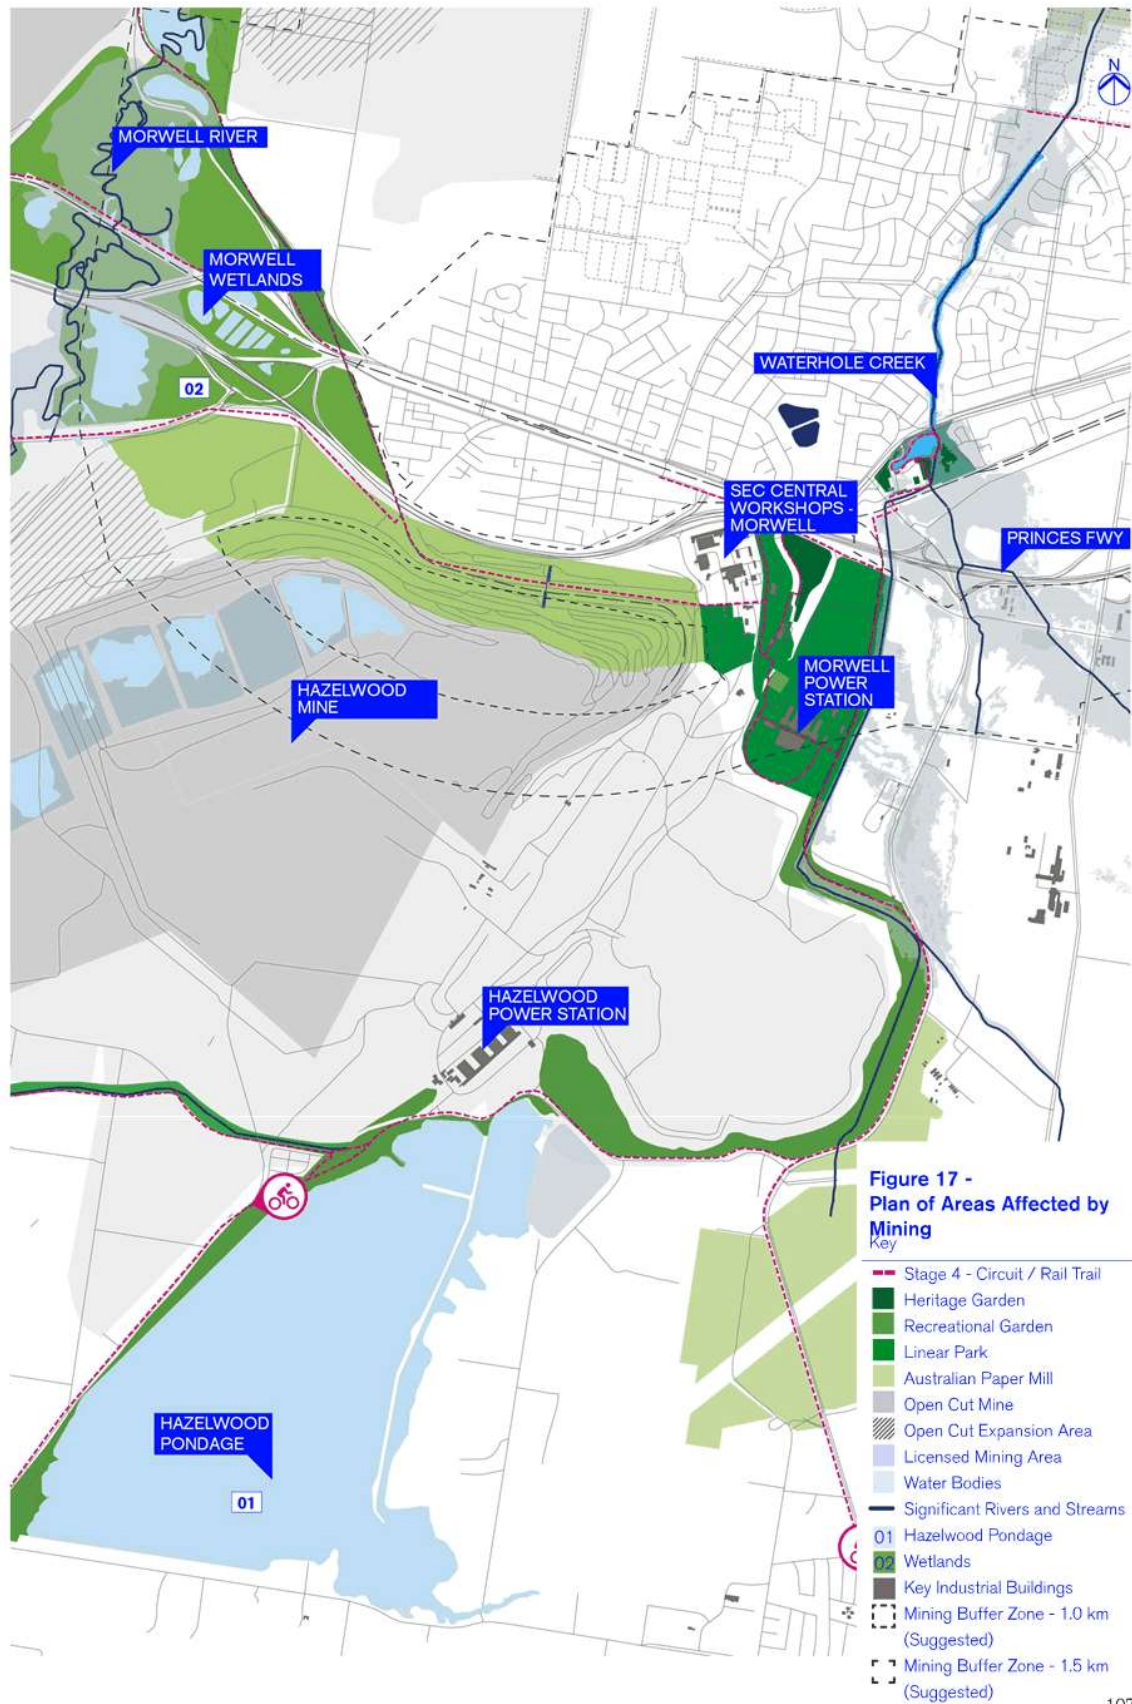 N
MORWELL RIVER
MORWELL
WETLANDS
WATERHOLE CREEK
02
SEC CENTRAL
WORKSHOPS -
MORWELL
PRINCES FWY
MORWELL
POWER
STATION
HAZELWOOD
MINE
HAZELWOOD
POWER STATION
HAZELWOOD
PONDAGE
01
Figure 17 -
Plan of Areas Affected by
Mining
Key
Stage 4 - Circuit / Rail Trail
Heritage Garden
Recreational Garden
Linear Park
Australian Paper Mill
Open Cut Mine
Open Cut Expansion Area
Licensed Mining Area
Water Bodies
Significant Rivers and Streams
01 Hazelwood Pondage
02 Wetlands
Key Industrial Buildings
Mining Buffer Zone - 1.0 km
(Suggested)
Mining Buffer Zone - 1.5 km
(Suggested)